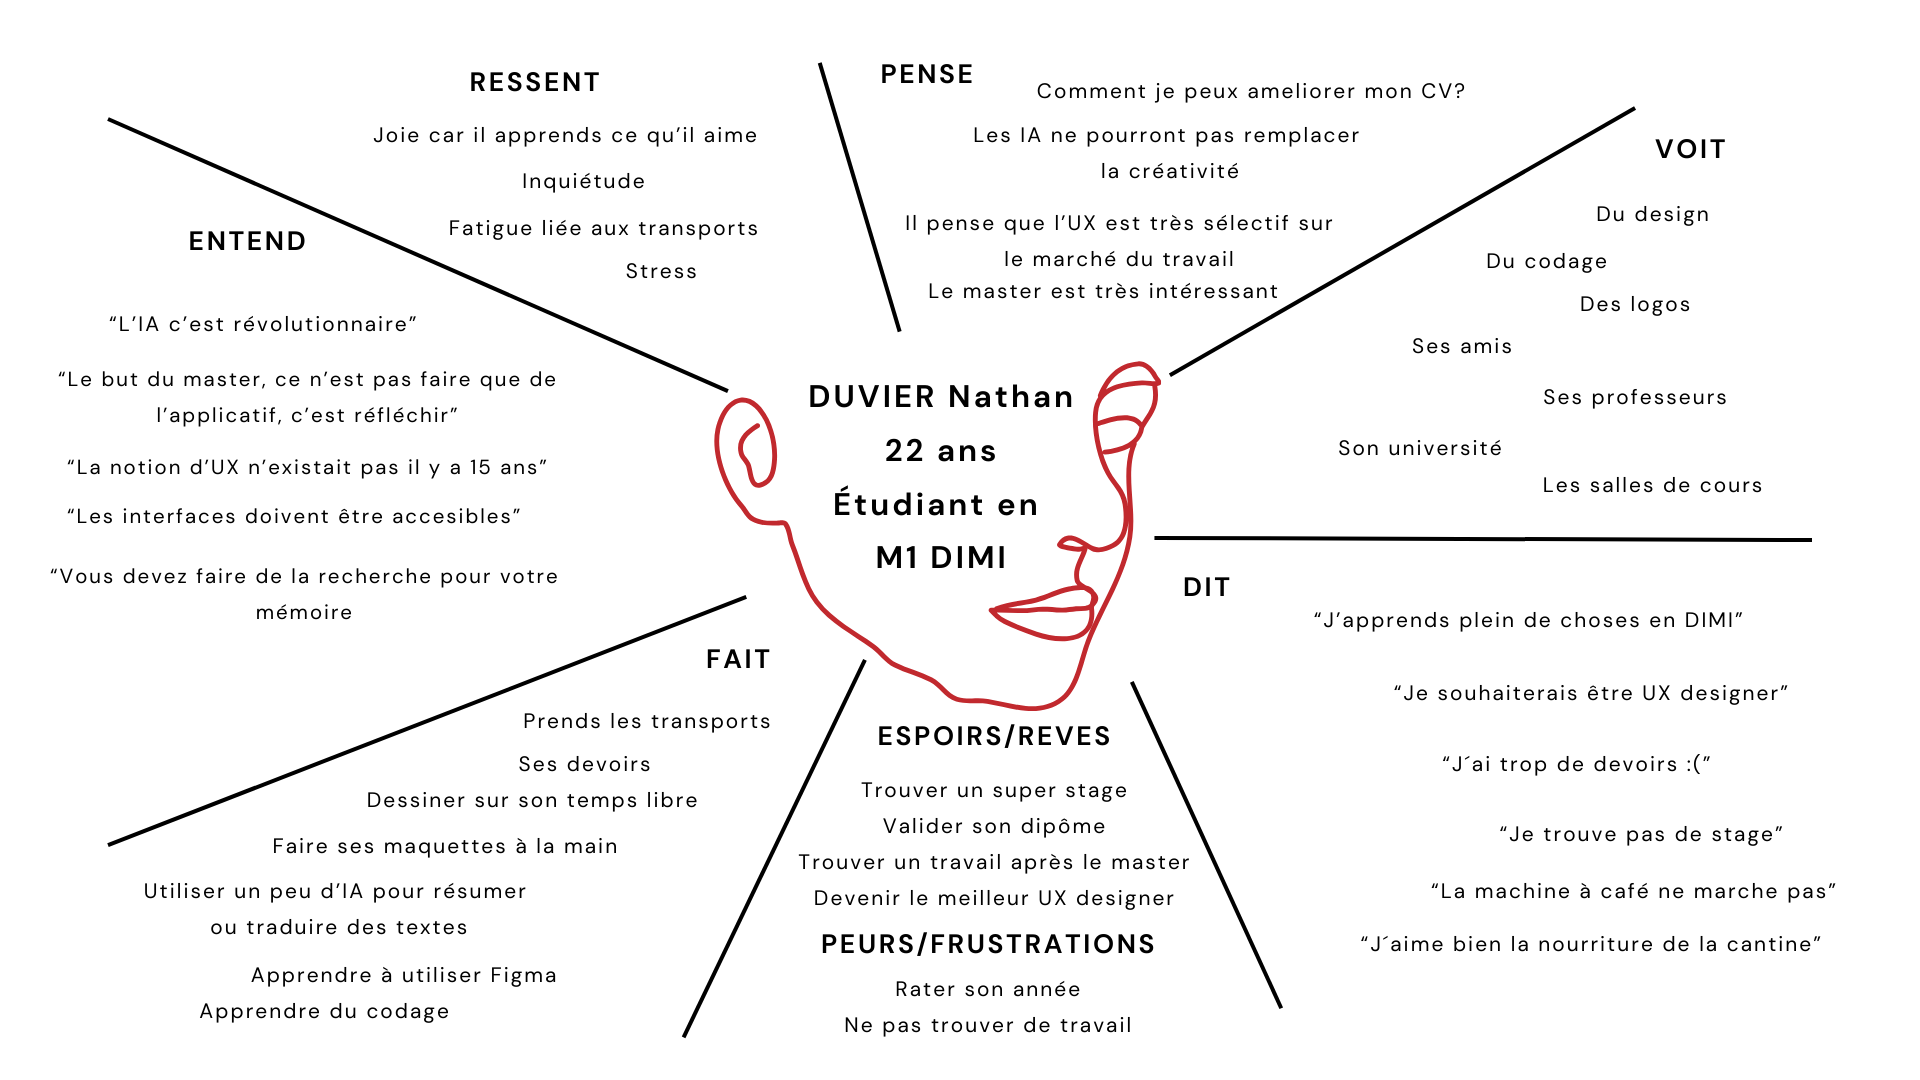 RESSENT
Joie car il apprends ce qu’il aime
Inquiétude
Fatigue liée aux transports
Stress
PENSE
Comment je peux ameliorer mon CV?
Les IA ne pourront pas remplacer
la créativité
Il pense que l’UX est très sélectif sur
le marché du travail
Le master est très intéressant
VOIT
Du design
Du codage
Des logos
Ses amis
Ses professeurs
Son université
Les salles de cours
ENTEND
“L’IA c’est révolutionnaire”
“Le but du master, ce n’est pas faire que de
l’applicatif, c’est réfléchir”
“La notion d’UX n’existait pas il y a 15 ans”
“Les interfaces doivent être accesibles”
“Vous devez faire de la recherche pour votre
mémoire
DUVIER Nathan
22 ans
Étudiant en
M1 DIMI
DIT
“J’apprends plein de choses en DIMI”
“Je souhaiterais être UX designer”
“J´ai trop de devoirs :(”
“Je trouve pas de stage”
“La machine à café ne marche pas”
“J´aime bien la nourriture de la cantine”
FAIT
Prends les transports
Ses devoirs
Dessiner sur son temps libre
Faire ses maquettes à la main
Utiliser un peu d’IA pour résumer
ou traduire des textes
Apprendre à utiliser Figma
Apprendre du codage
ESPOIRS/REVES
Trouver un super stage
Valider son dipôme
Trouver un travail après le master
Devenir le meilleur UX designer
PEURS/FRUSTRATIONS
Rater son année
Ne pas trouver de travail